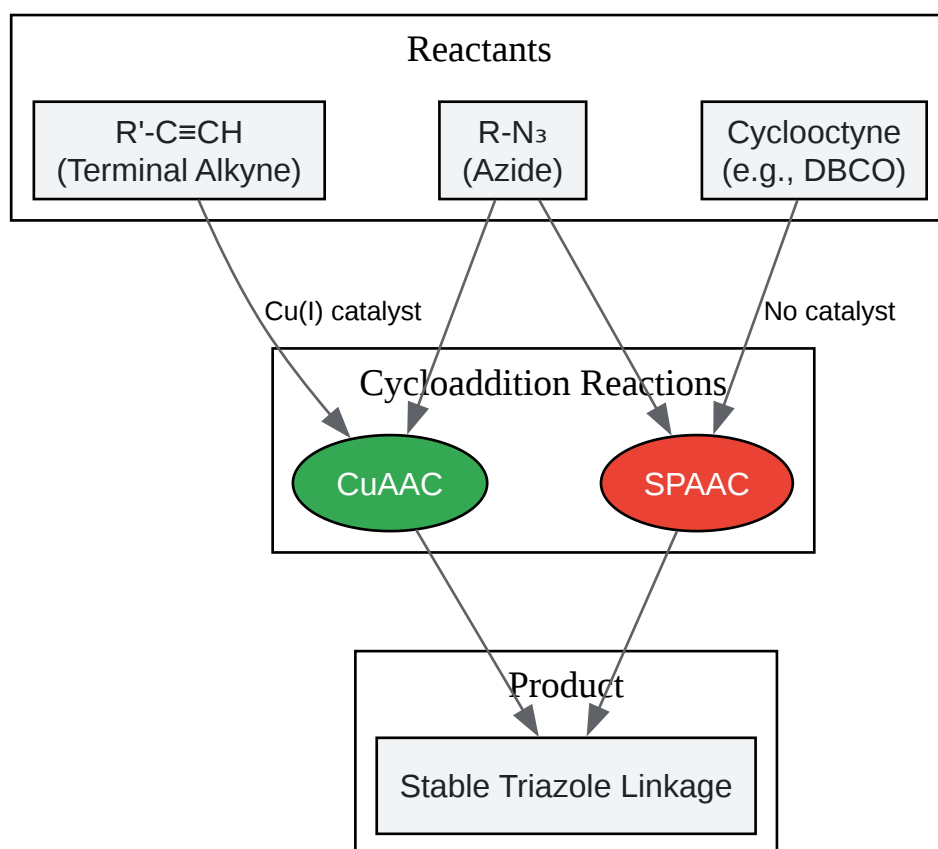 Reactants
R'-C≡CH
(Terminal Alkyne)
R-N₃
(Azide)
Cyclooctyne
(e.g., DBCO)
Cu(I) catalyst
No catalyst
Cycloaddition Reactions
CuAAC
SPAAC
Product
Stable Triazole Linkage